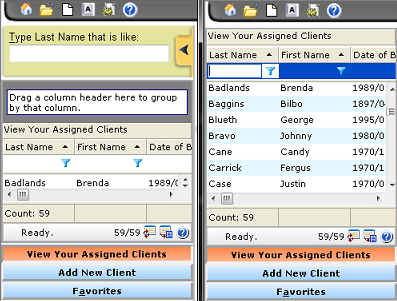 Type Last Name that is like:
Drag a column header here to group
by that column.
View Your Assigned Clients
Last Name First Name Date of B
Badlands Brenda 1989/0
Count: 59
Ready. 59/59
View Your Assigned Clients
Add New Client
Favorites
View Your Assigned Clients
Last Name First Name Date of B
Badlands Brenda 1989/0
Baggins Bilbo 1897/0
Blueth George 1995/0
Bravo Johnny 1980/0
Cane Candy 1970/1
Carrick Fergus 1970/1
Case Justin 1970/1
Count: 59
Ready. 59/59
View Your Assigned Clients
Add New Client
Favorites